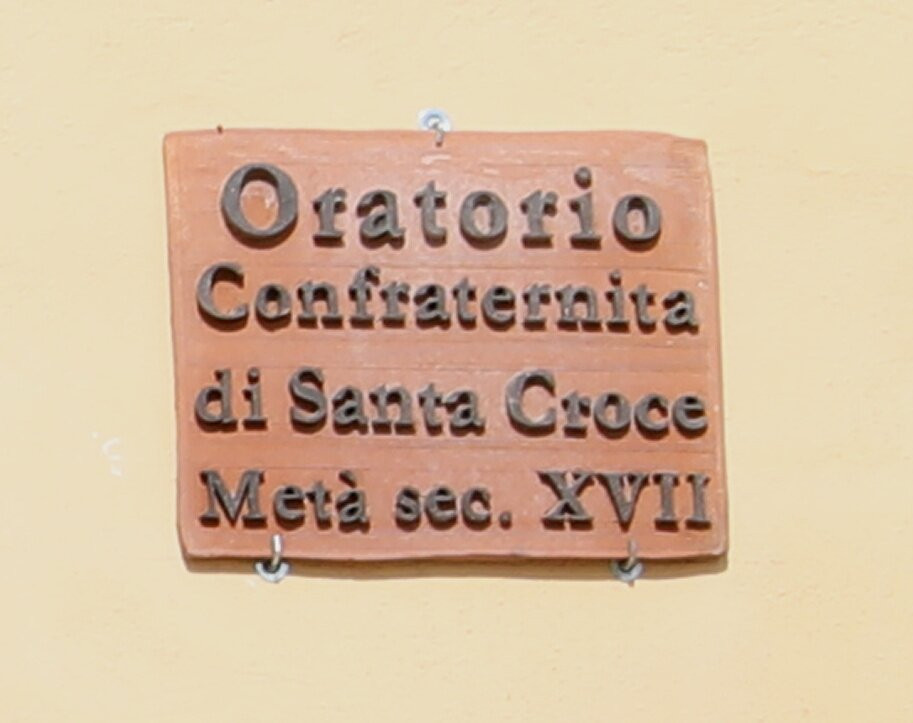 Oratorio
Confraternita
di Santa Croce
Metà sec. XVII